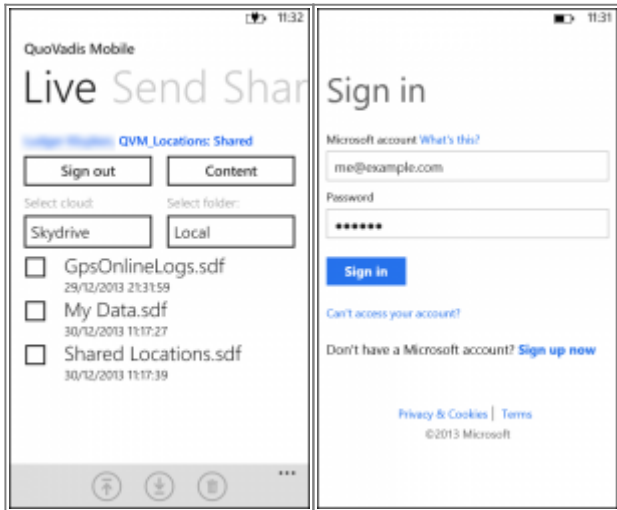 11:32
QuoVadis Mobile
Live Send Shar
QVM_Locations: Shared
Sign out Content
Select cloud: Select folder:
Skydrive Local
GpsOnlineLogs.sdf
29/12/2013 21:31:59
My Data.sdf
30/12/2013 11:17:27
Shared Locations.sdf
30/12/2013 11:17:39
11:31
Sign in
Microsoft account What's this?
me@example.com
Password
Sign in
Can't access your account?
Don't have a Microsoft account? Sign up now
Privacy & Cookies | Terms
©2013 Microsoft